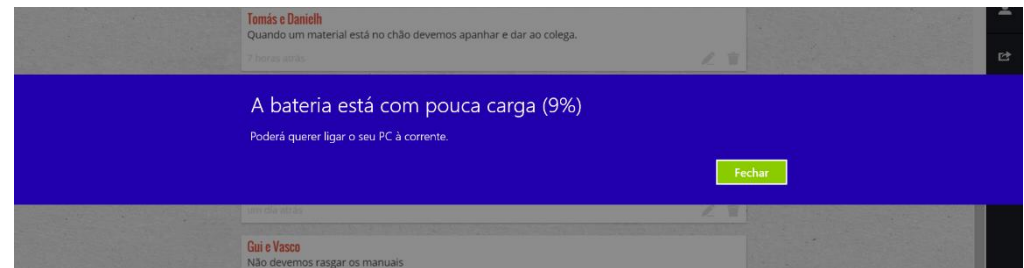 Tomás e Danielh
Quando um material está no chão devemos apanhar e dar ao colega.
7 horas atrás
A bateria está com pouca carga (9%)
Poderá querer ligar o seu PC à corrente.
Fechar
um dia atrás
Gui e Vasco
Não devemos rasgar os manuais